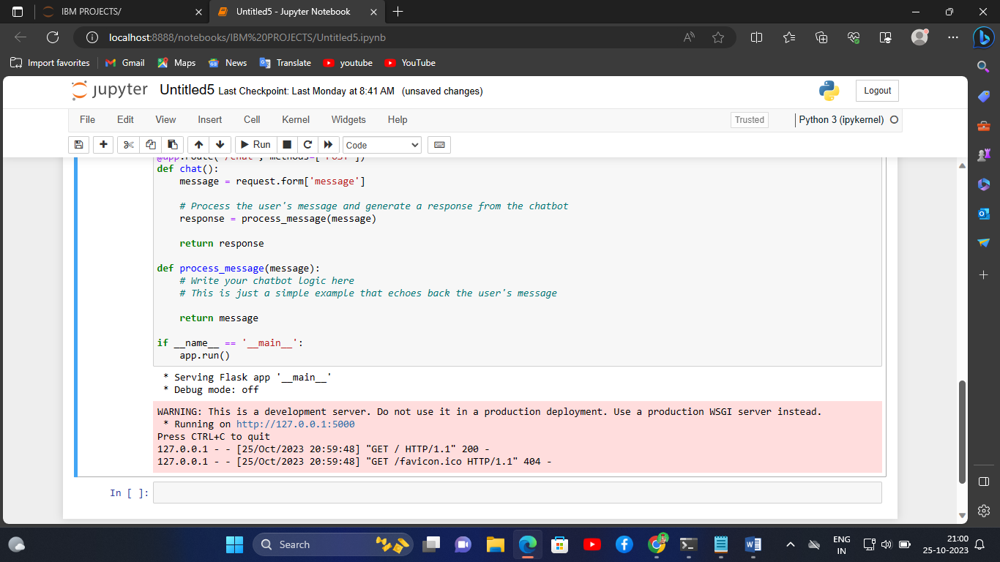 IBM PROJECTS/
Untitled5 - Jupyter Notebook
localhost:8888/notebooks/IBM%20PROJECTS/Untitled5.ipynb
Import favorites
Gmail
Maps
News
Translate
youtube
YouTube
jupyter Untitled5 Last Checkpoint: Last Monday at 8:41 AM (unsaved changes)
Logout
File Edit View Insert Cell Kernel Widgets Help
Trusted
Python 3 (ipykernel)
Run
Code
@app.route('/chat', methods=['POST'])
def chat():
    message = request.form['message']
    # Process the user's message and generate a response from the chatbot
    response = process_message(message)
    return response
def process_message(message):
    # Write your chatbot logic here
    # This is just a simple example that echoes back the user's message
    return message
if __name__ == '__main__':
    app.run()
 * Serving Flask app '__main__'
 * Debug mode: off
WARNING: This is a development server. Do not use it in a production deployment. Use a production WSGI server instead.
 * Running on http://127.0.0.1:5000
Press CTRL+C to quit
127.0.0.1 - - [25/Oct/2023 20:59:48] "GET / HTTP/1.1" 200 -
127.0.0.1 - - [25/Oct/2023 20:59:48] "GET /favicon.ico HTTP/1.1" 404 -
In [ ]:
Search
ENG
IN
21:00
25-10-2023